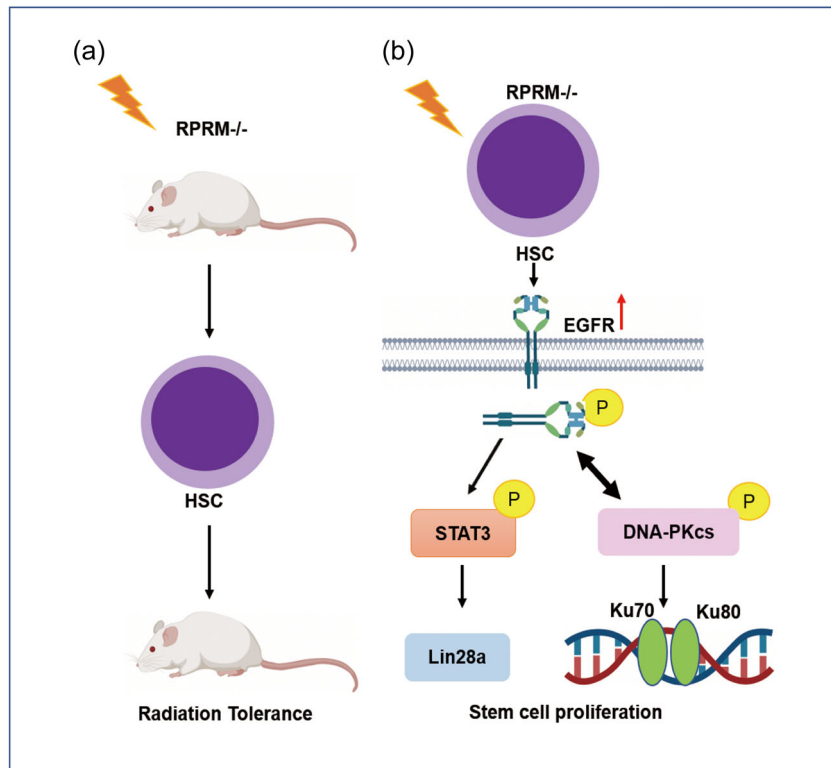 (a)
RPRM-/-
HSC
Radiation Tolerance
(b)
RPRM-/-
HSC
EGFR
P
P
STAT3
P
DNA-PKcs
Lin28a
Ku70
Ku80
Stem cell proliferation